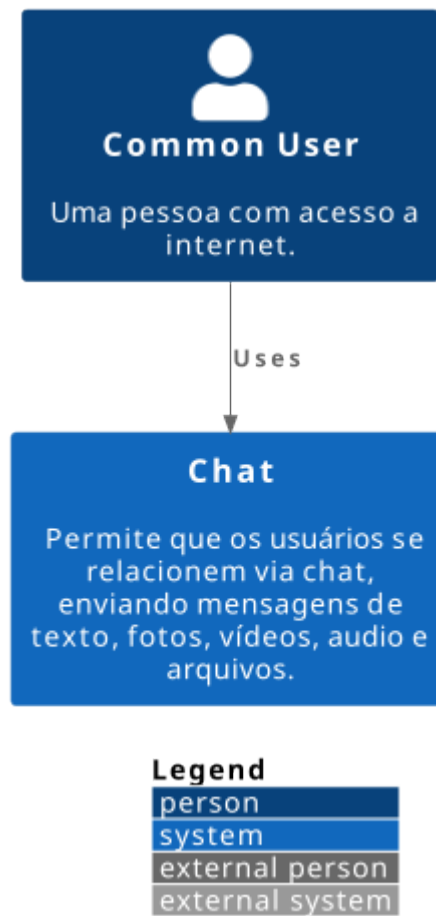 Common User
Uma pessoa com acesso a
internet.
Uses
Chat
Permite que os usuários se
relacionem via chat,
enviando mensagens de
texto, fotos, vídeos, audio e
arquivos.
Legend
person
system
external person
external system